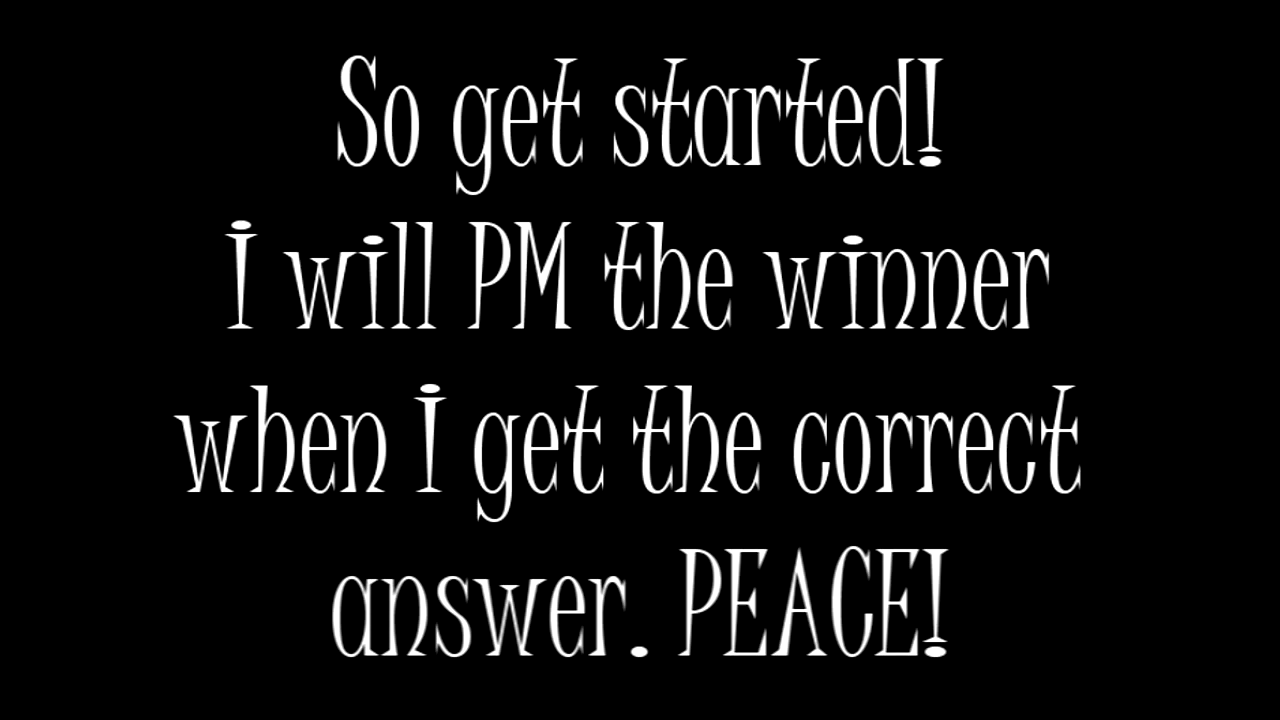 So get started!
I will PM the winner
when I get the correct
answer. PEACE!